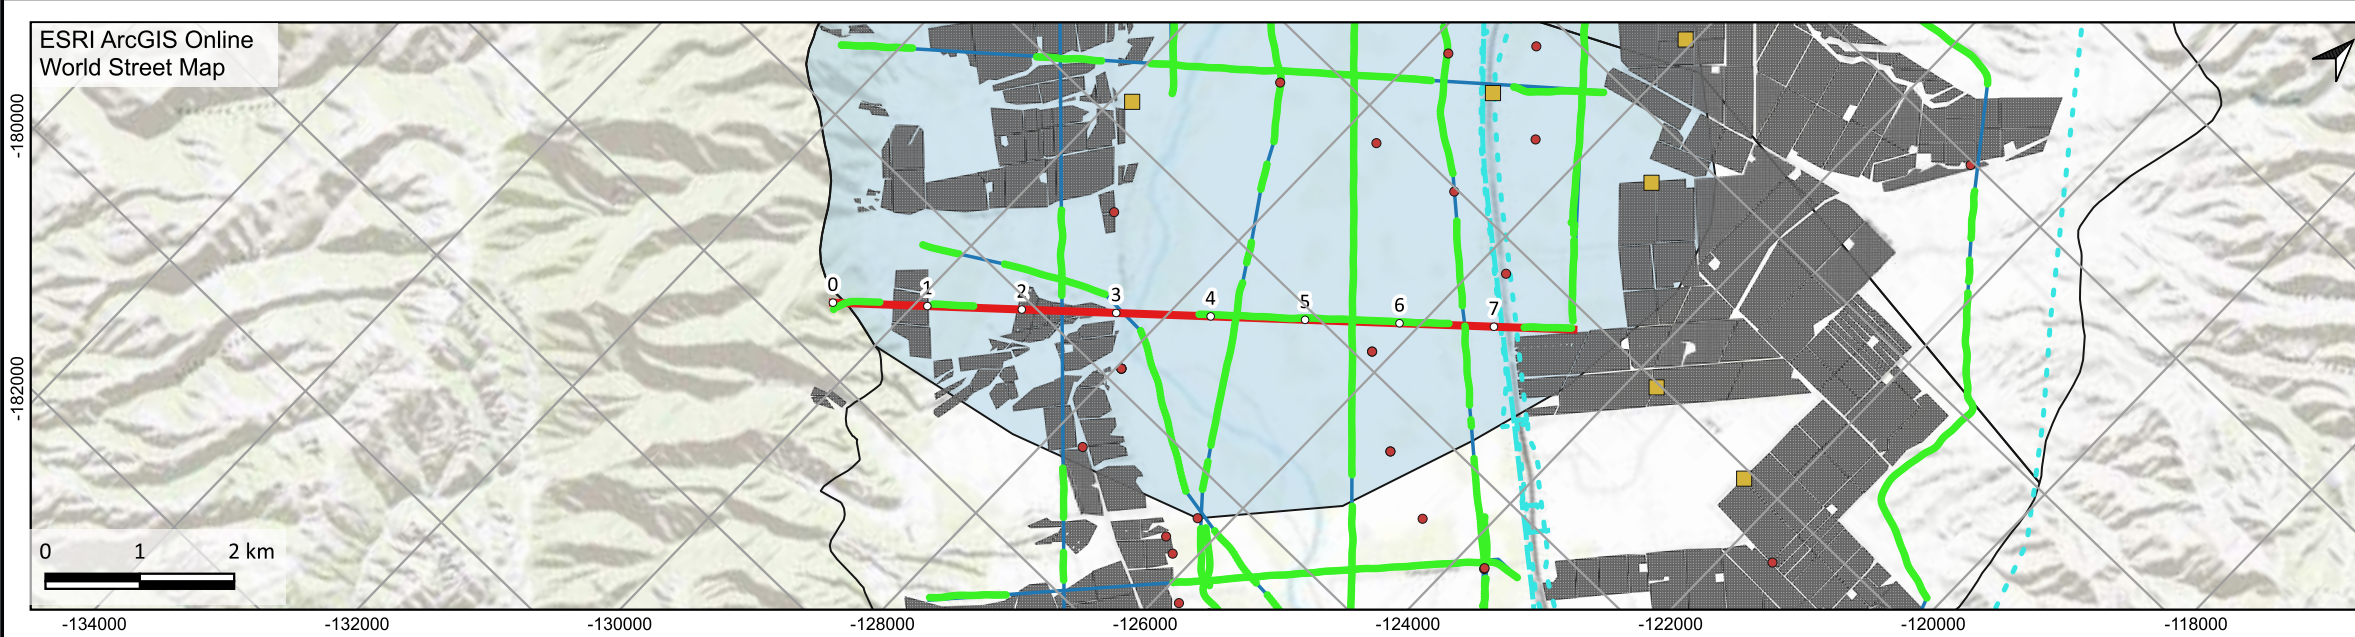 ESRI ArcGIS Online
World Street Map
-180000
-182000
0 1 2 3 4 5 6 7
0 1 2 km
-134000 -132000 -130000 -128000 -126000 -124000 -122000 -120000 -118000